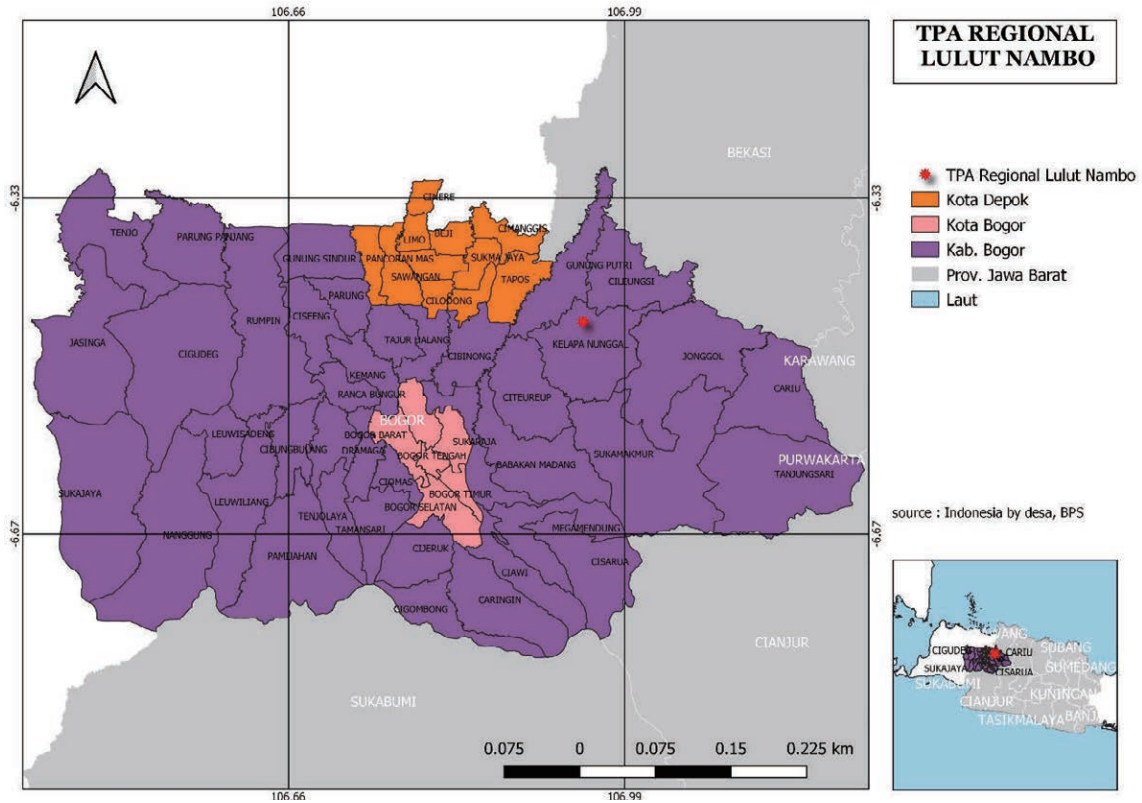 106.66
106.99
TPA REGIONAL
LULUT NAMBO
BEKASI
TPA Regional Lulut Nambo
Kota Depok
Kota Bogor
Kab. Bogor
Prov. Jawa Barat
Laut
-6.33
-6.33
CINERE
TENJO
PARUNG PANJANG
LIMO
BEJI
CIMANGGIS
GUNUNG SINDUR
PANCORAN MAS
SUKMA JAYA
SAWANGAN
TAPOS
GUNUNG PUTRI
CILEUNGSI
PARUNG
CILODONG
RUMPIN
CISEENG
JASINGA
CIGUDEG
TAJUR HALANG
CIBINONG
KELAPA NUNGGAL
JONGGOL
KARAWANG
KEMANG
CARIU
RANCA BUNGUR
CITEUREUP
BOGOR
LEUWISADENG
BOGOR BARAT
SUKARAJA
CIBUNGBULANG
DRAMAGA
BOGOR TENGAH
SUKAMAKMUR
BABAKAN MADANG
PURWAKARTA
TANJUNGSARI
SUKAJAYA
CIOMAS
BOGOR TIMUR
LEUWILIANG
BOGOR SELATAN
TENJOLAYA
TAMANSARI
MEGAMENDUNG
NANGGUNG
source : Indonesia by desa, BPS
-6.67
-6.67
PAMIJAHAN
CIJERUK
CISARUA
CIAWI
CARINGIN
CIGOMBONG
CIANJUR
SUKABUMI
0.075
0
0.075
0.15
0.225 km
106.66
106.99
CIGUDEG
CARIU
SUBANG
SUKAJAYA
CISARUA
SUMEDANG
SUKABUMI
CIANJUR
KUNINGAN
TASIKMALAYA